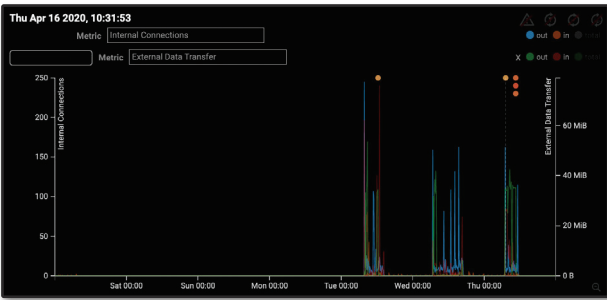 Thu Apr 16 2020, 10:31:53
Metric Internal Connections
out in total
Metric External Data Transfer
X out in total
250
200
150
100
50
0
Internal Connections
External Data Transfer
60 MiB
40 MiB
20 MiB
0 B
Sat 00:00 Sun 00:00 Mon 00:00 Tue 00:00 Wed 00:00 Thu 00:00